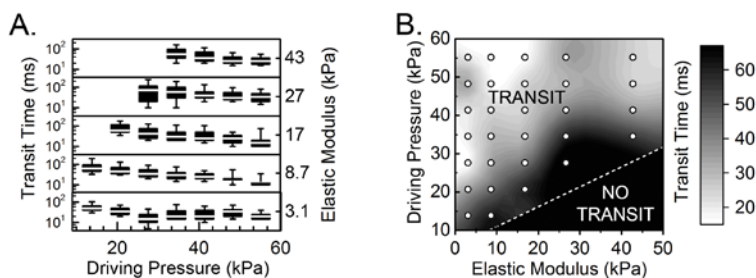 A.
10² 10¹ 43
10² 10¹ 27
10² 10¹ 17
10² 10¹ 8.7
10² 10¹ 3.1
Transit Time (ms)
Elastic Modulus (kPa)
20 40 60
Driving Pressure (kPa)
B.
60
50
40
30
20
10
Driving Pressure (kPa)
TRANSIT
NO
TRANSIT
0 10 20 30 40 50
Elastic Modulus (kPa)
Transit Time (ms)
60
50
40
30
20